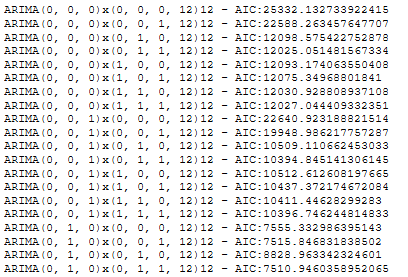 ARIMA(0, 0, 0)x(0, 0, 0, 12)12 - AIC:25332.132733922415
ARIMA(0, 0, 0)x(0, 0, 1, 12)12 - AIC:22588.263457647707
ARIMA(0, 0, 0)x(0, 1, 0, 12)12 - AIC:12098.575422752878
ARIMA(0, 0, 0)x(0, 1, 1, 12)12 - AIC:12025.051481567334
ARIMA(0, 0, 0)x(1, 0, 0, 12)12 - AIC:12093.174063550408
ARIMA(0, 0, 0)x(1, 0, 1, 12)12 - AIC:12075.34968801841
ARIMA(0, 0, 0)x(1, 1, 0, 12)12 - AIC:12030.928808937108
ARIMA(0, 0, 0)x(1, 1, 1, 12)12 - AIC:12027.044409332351
ARIMA(0, 0, 1)x(0, 0, 0, 12)12 - AIC:22640.923188821514
ARIMA(0, 0, 1)x(0, 0, 1, 12)12 - AIC:19948.986217757287
ARIMA(0, 0, 1)x(0, 1, 0, 12)12 - AIC:10509.110662453033
ARIMA(0, 0, 1)x(0, 1, 1, 12)12 - AIC:10394.845141306145
ARIMA(0, 0, 1)x(1, 0, 0, 12)12 - AIC:10512.612608197665
ARIMA(0, 0, 1)x(1, 0, 1, 12)12 - AIC:10437.372174672084
ARIMA(0, 0, 1)x(1, 1, 0, 12)12 - AIC:10411.44628299283
ARIMA(0, 0, 1)x(1, 1, 1, 12)12 - AIC:10396.746244814833
ARIMA(0, 1, 0)x(0, 0, 0, 12)12 - AIC:7555.332986395143
ARIMA(0, 1, 0)x(0, 0, 1, 12)12 - AIC:7515.846831838502
ARIMA(0, 1, 0)x(0, 1, 0, 12)12 - AIC:8828.963342324601
ARIMA(0, 1, 0)x(0, 1, 1, 12)12 - AIC:7510.9460358952065